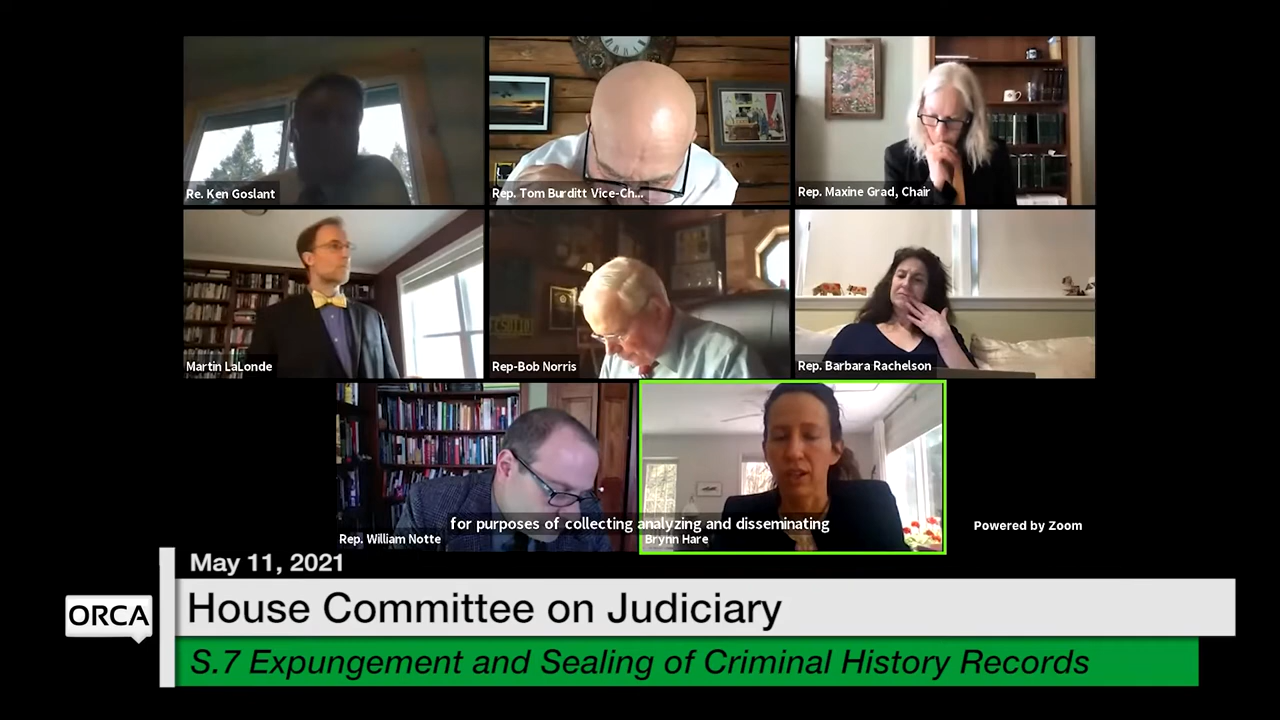 Re. Ken Goslant
Rep. Tom Burditt Vice-Ch...
Rep. Maxine Grad, Chair
Martin LaLonde
Rep-Bob Norris
Rep. Barbara Rachelson
for purposes of collecting analyzing and disseminating
Rep. William Notte
Brynn Hare
Powered by Zoom
May 11, 2021
ORCA
House Committee on Judiciary
S.7 Expungement and Sealing of Criminal History Records